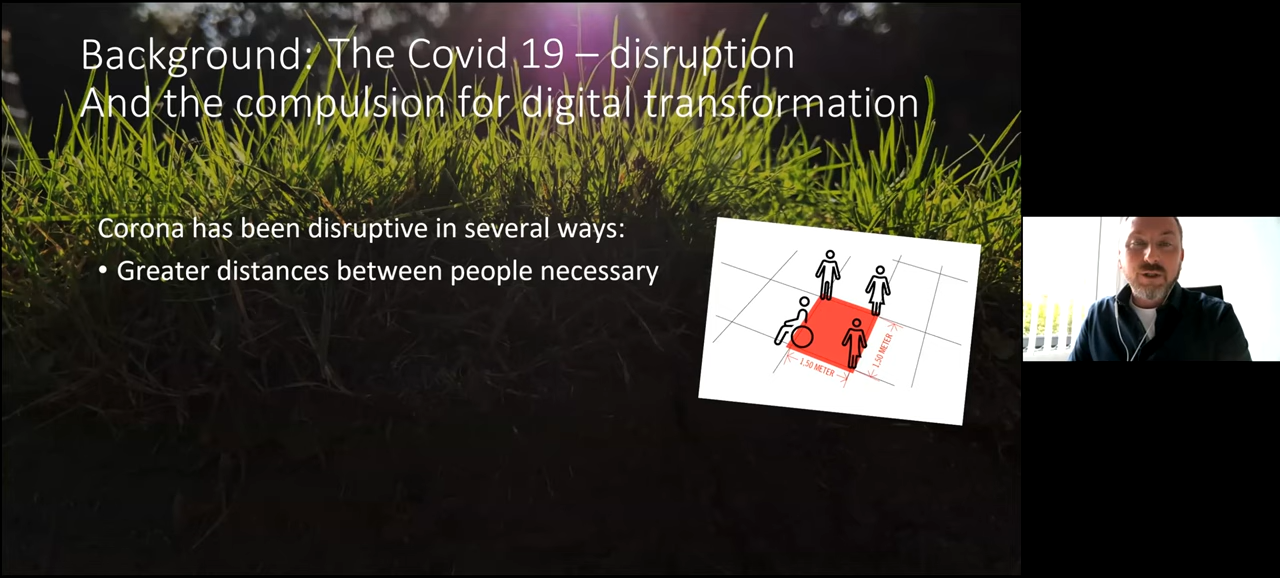 Background: The Covid 19 – disruption
And the compulsion for digital transformation
Corona has been disruptive in several ways:
• Greater distances between people necessary
1,50 METER
1,50 METER